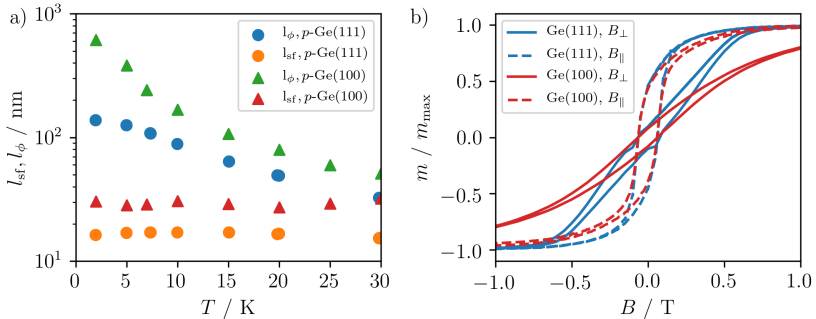 a)
10³
10²
10¹
l_sf, l_ϕ / nm
l_ϕ, p-Ge(111)
l_sf, p-Ge(111)
l_ϕ, p-Ge(100)
l_sf, p-Ge(100)
0 5 10 15 20 25 30
T / K
b)
1.0
0.5
0.0
−0.5
−1.0
m / m_max
Ge(111), B_⊥
Ge(111), B_∥
Ge(100), B_⊥
Ge(100), B_∥
−1.0 −0.5 0.0 0.5 1.0
B / T